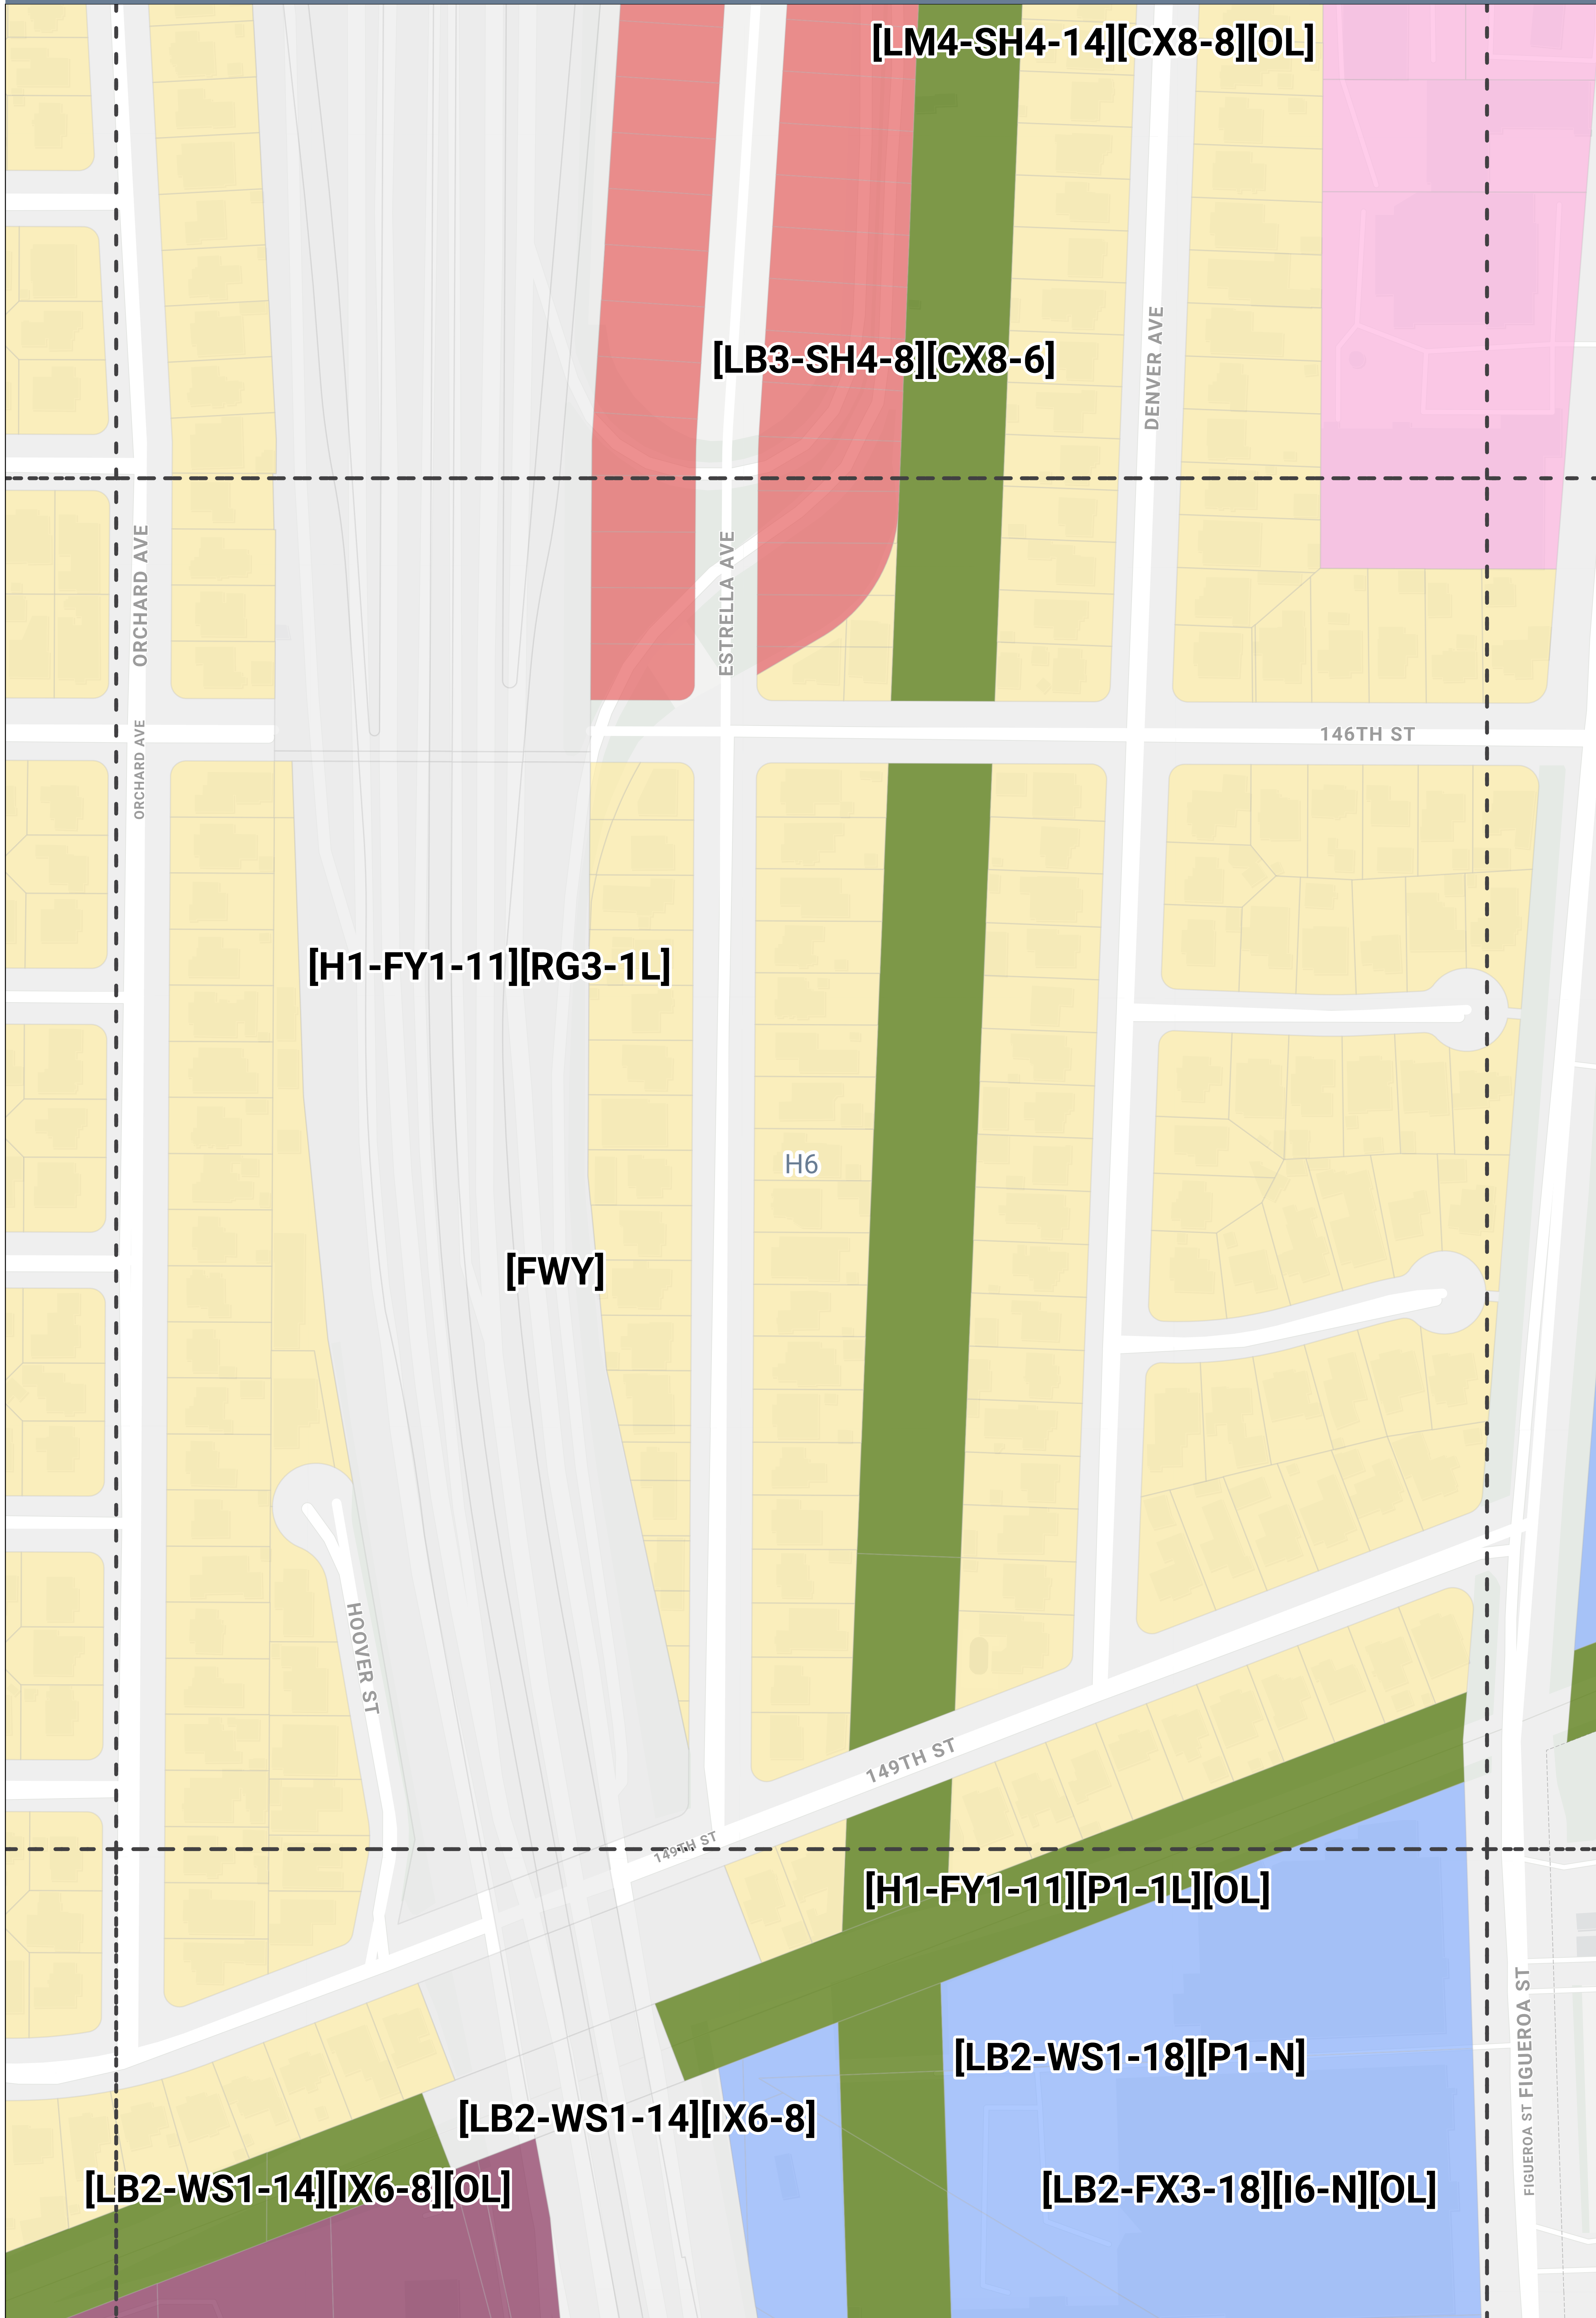 [LM4-SH4-14][CX8-8][OL]
[LB3-SH4-8][CX8-6]
DENVER AVE
ORCHARD AVE
ESTRELLA AVE
ORCHARD AVE
146TH ST
[H1-FY1-11][RG3-1L]
H6
[FWY]
HOOVER ST
149TH ST
149TH ST
[H1-FY1-11][P1-1L][OL]
FIGUEROA ST
[LB2-WS1-18][P1-N]
[LB2-WS1-14][IX6-8]
FIGUEROA ST
[LB2-WS1-14][IX6-8][OL]
[LB2-FX3-18][I6-N][OL]